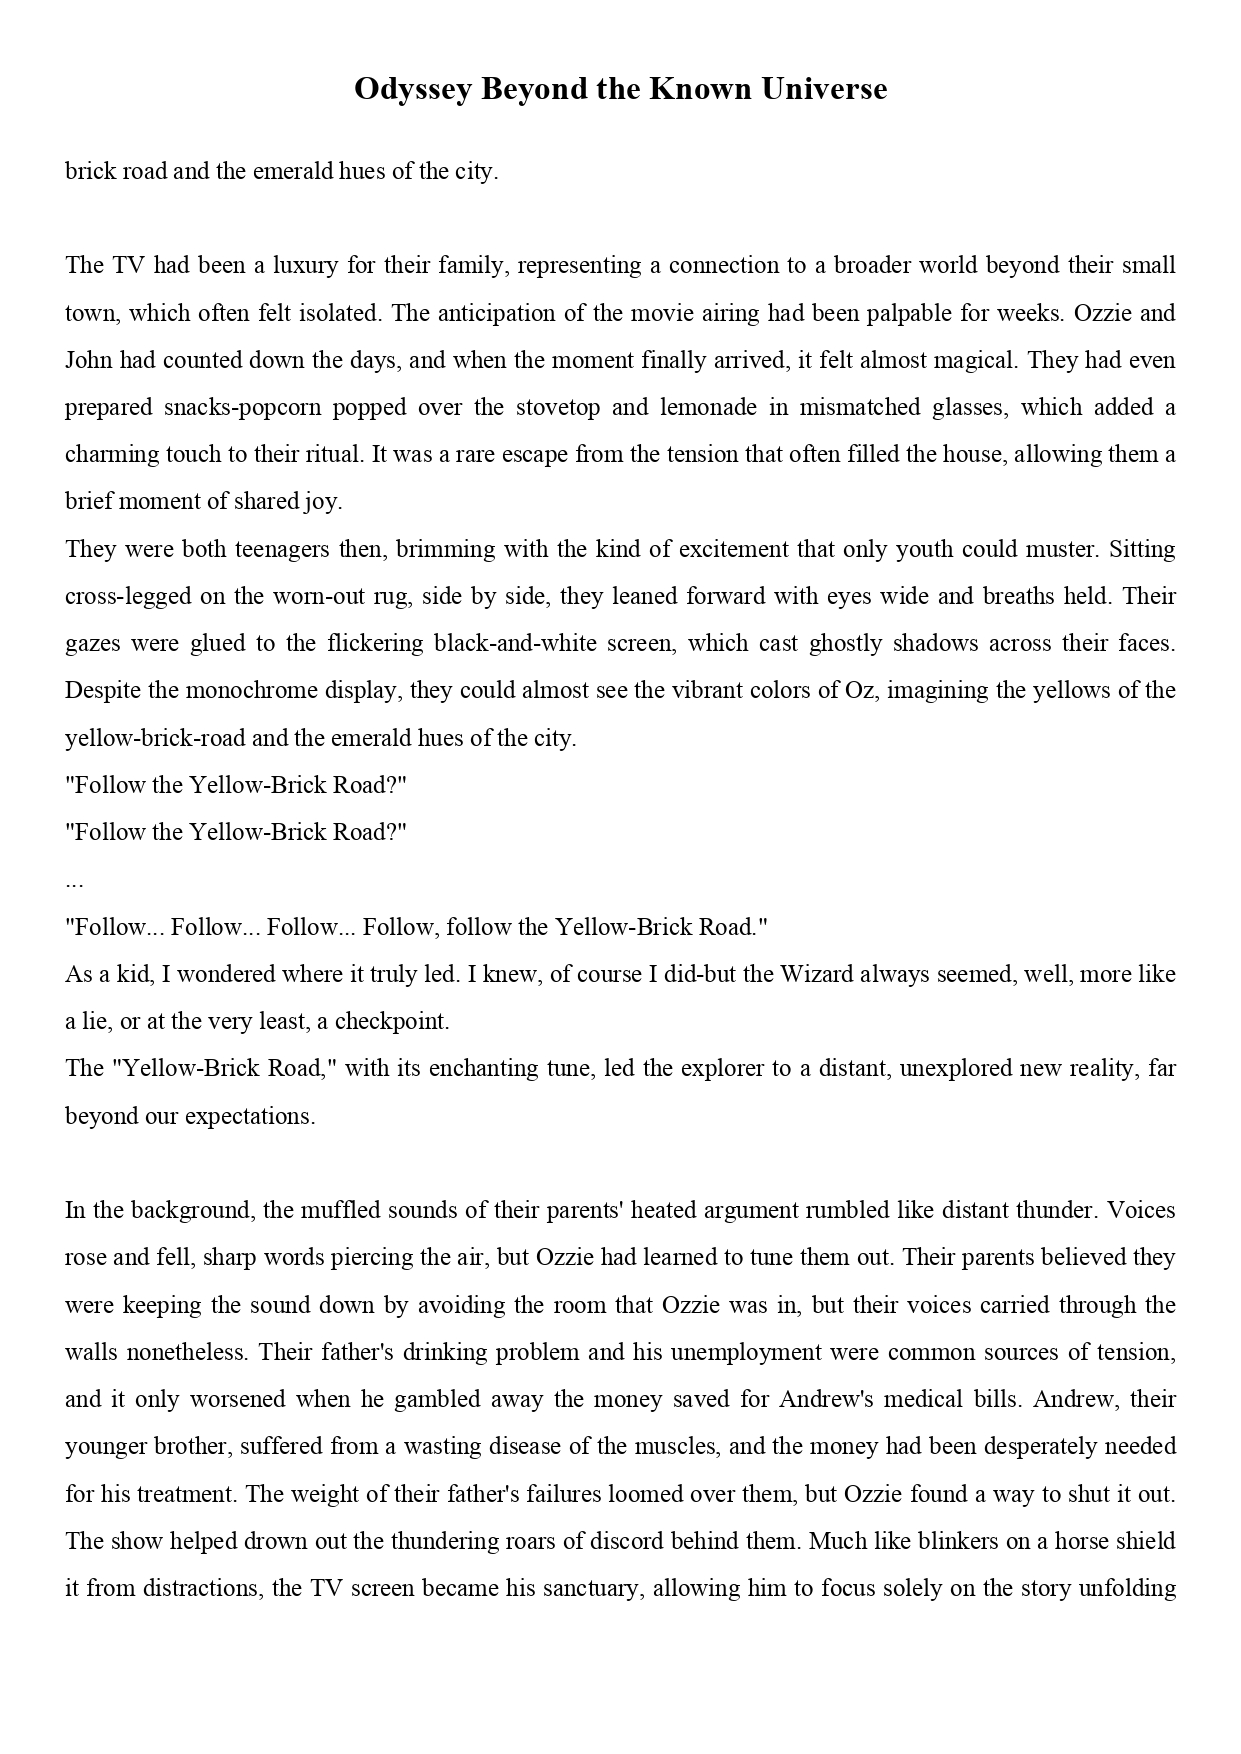 Odyssey Beyond the Known Universe
brick road and the emerald hues of the city.
The TV had been a luxury for their family, representing a connection to a broader world beyond their small
town, which often felt isolated. The anticipation of the movie airing had been palpable for weeks. Ozzie and
John had counted down the days, and when the moment finally arrived, it felt almost magical. They had even
prepared snacks-popcorn popped over the stovetop and lemonade in mismatched glasses, which added a
charming touch to their ritual. It was a rare escape from the tension that often filled the house, allowing them a
brief moment of shared joy.
They were both teenagers then, brimming with the kind of excitement that only youth could muster. Sitting
cross-legged on the worn-out rug, side by side, they leaned forward with eyes wide and breaths held. Their
gazes were glued to the flickering black-and-white screen, which cast ghostly shadows across their faces.
Despite the monochrome display, they could almost see the vibrant colors of Oz, imagining the yellows of the
yellow-brick-road and the emerald hues of the city.
"Follow the Yellow-Brick Road?"
"Follow the Yellow-Brick Road?"
...
"Follow... Follow... Follow... Follow, follow the Yellow-Brick Road."
As a kid, I wondered where it truly led. I knew, of course I did-but the Wizard always seemed, well, more like
a lie, or at the very least, a checkpoint.
The "Yellow-Brick Road," with its enchanting tune, led the explorer to a distant, unexplored new reality, far
beyond our expectations.
In the background, the muffled sounds of their parents' heated argument rumbled like distant thunder. Voices
rose and fell, sharp words piercing the air, but Ozzie had learned to tune them out. Their parents believed they
were keeping the sound down by avoiding the room that Ozzie was in, but their voices carried through the
walls nonetheless. Their father's drinking problem and his unemployment were common sources of tension,
and it only worsened when he gambled away the money saved for Andrew's medical bills. Andrew, their
younger brother, suffered from a wasting disease of the muscles, and the money had been desperately needed
for his treatment. The weight of their father's failures loomed over them, but Ozzie found a way to shut it out.
The show helped drown out the thundering roars of discord behind them. Much like blinkers on a horse shield
it from distractions, the TV screen became his sanctuary, allowing him to focus solely on the story unfolding